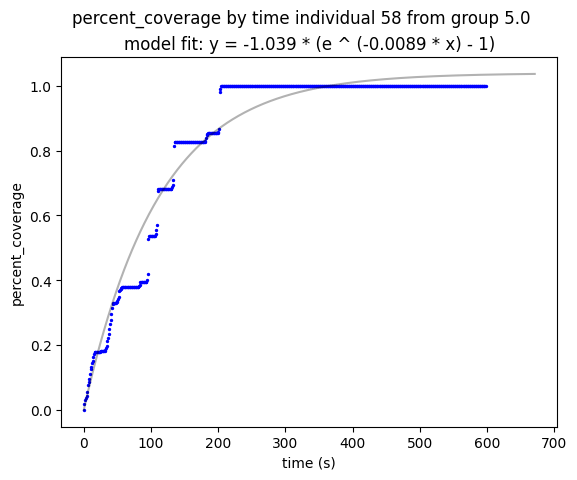 percent_coverage by time individual 58 from group 5.0
model fit: y = -1.039 * (e ^ (-0.0089 * x) - 1)
1.0
0.8
0.6
0.4
0.2
0.0
percent_coverage
0 100 200 300 400 500 600 700
time (s)